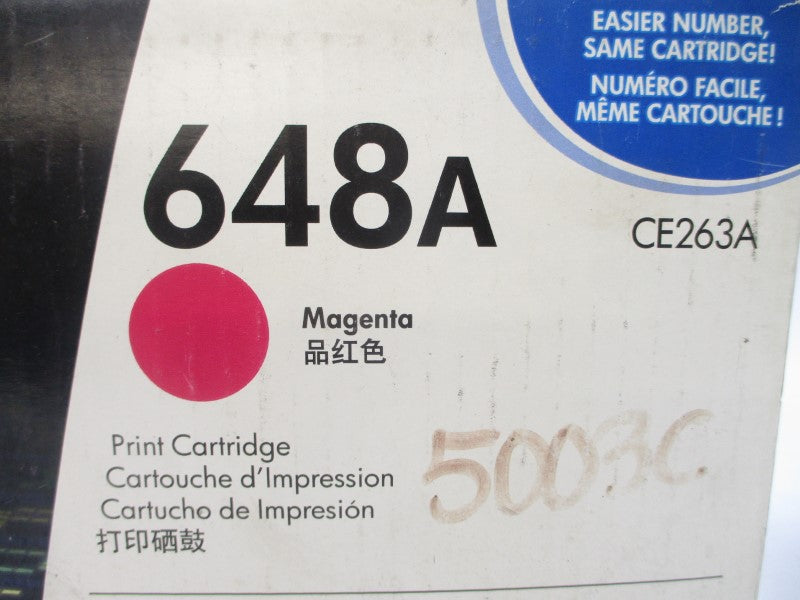 EASIER NUMBER,
SAME CARTRIDGE!
NUMÉRO FACILE,
MÊME CARTOUCHE !
648A
CE263A
Magenta
品红色
Print Cartridge
Cartouche d'Impression
Cartucho de Impresión
打印硒鼓
5003C